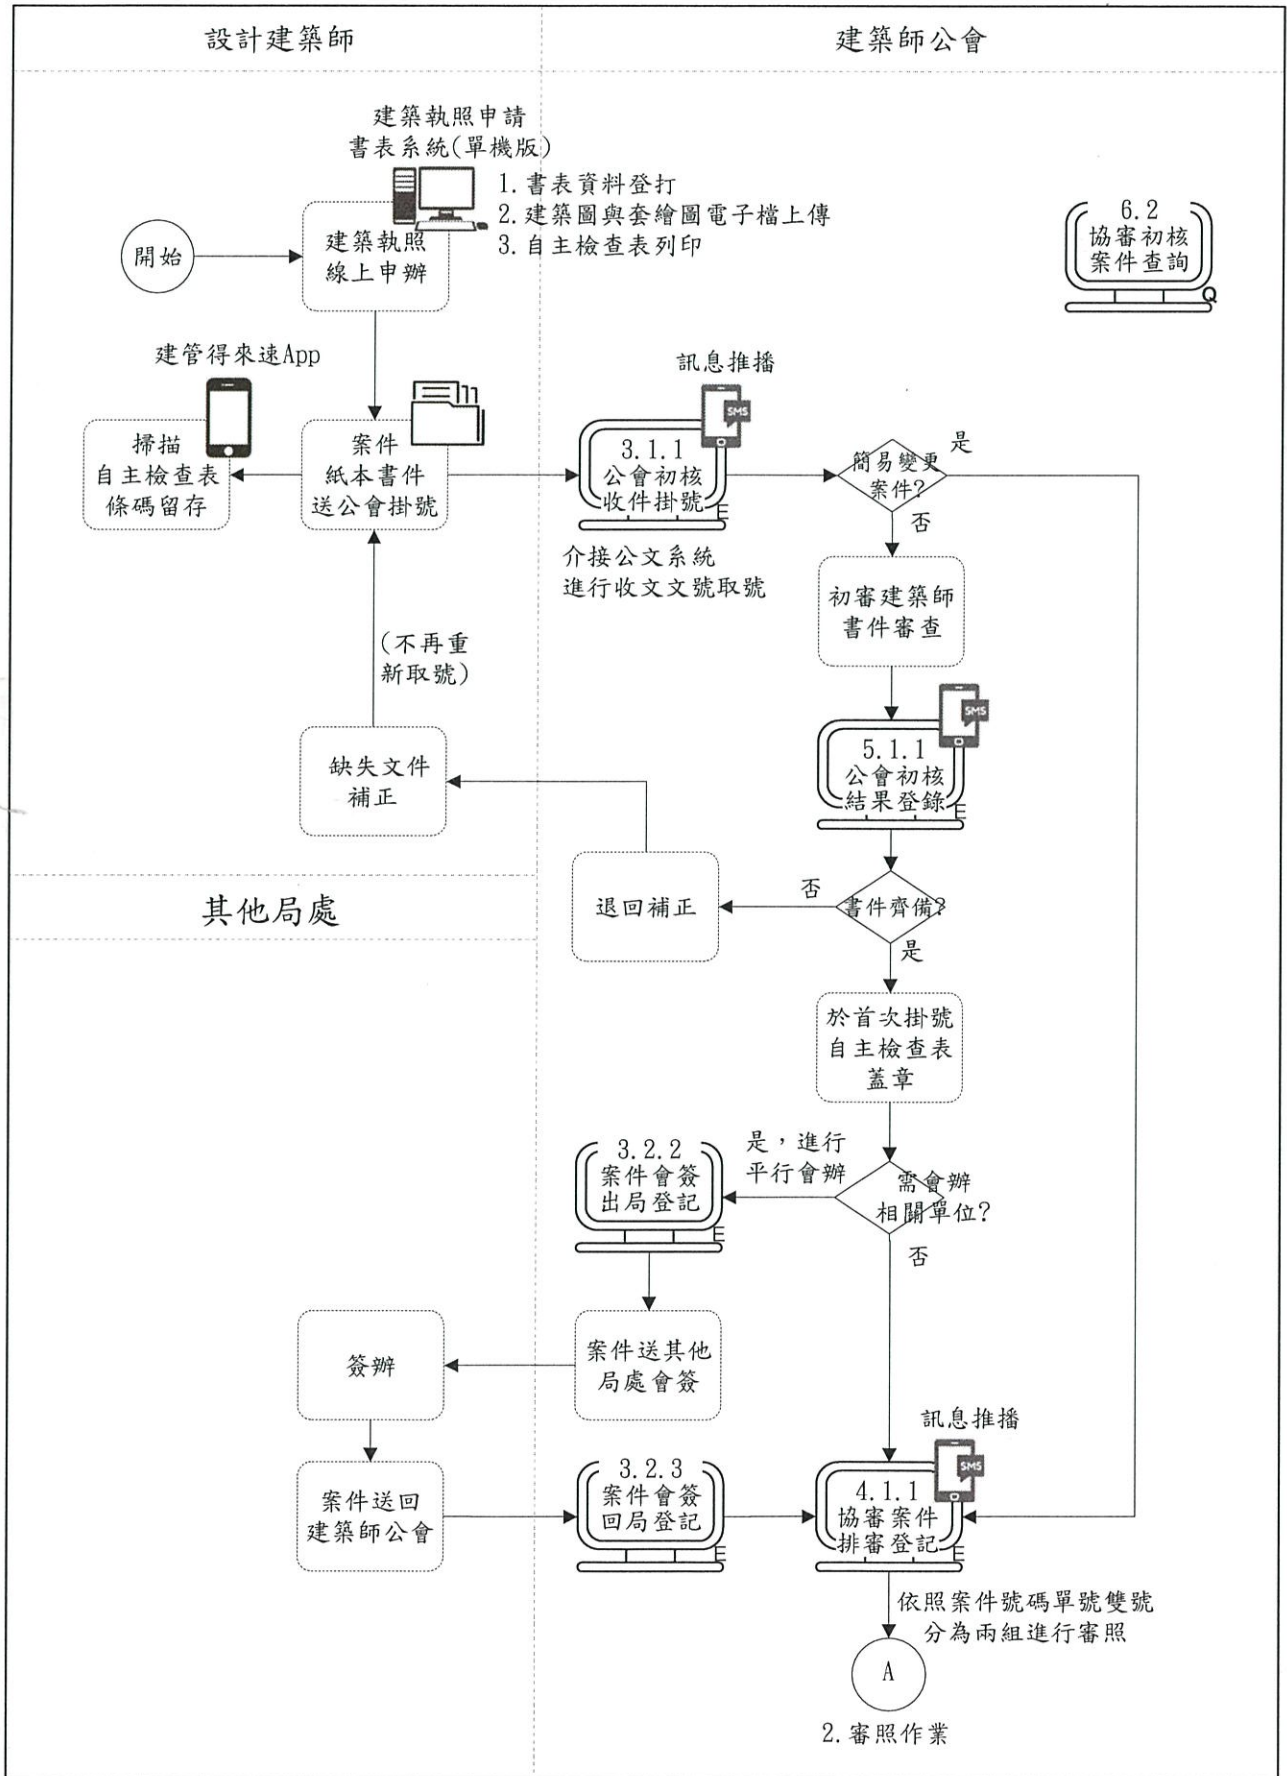 設計建築師
建築師公會
建築執照申請
書表系統(單機版)
1.書表資料登打
2.建築圖與套繪圖電子檔上傳
3.自主檢查表列印
開始
建築執照
線上申辦
6.2
協審初核
案件查詢
Q
建管得來速App
掃描
自主檢查表
條碼留存
案件
紙本書件
送公會掛號
訊息推播
SMS
3.1.1
公會初核
收件掛號
E
介接公文系統
進行收文文號取號
簡易變更
案件?
是
否
初審建築師
書件審查
(不再重
新取號)
SMS
5.1.1
公會初核
結果登錄
E
缺失文件
補正
退回補正
否
書件齊備?
是
其他局處
於首次掛號
自主檢查表
蓋章
是，進行
平行會辦
需會辦
相關單位?
否
3.2.2
案件會簽
出局登記
E
案件送其他
局處會簽
簽辦
案件送回
建築師公會
3.2.3
案件會簽
回局登記
E
訊息推播
SMS
4.1.1
協審案件
排審登記
E
依照案件號碼單號雙號
分為兩組進行審照
A
2.審照作業